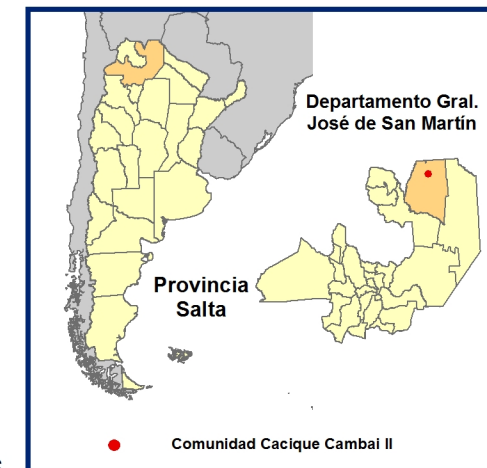 Departamento Gral.
José de San Martín
Provincia
Salta
Comunidad Cacique Cambai II